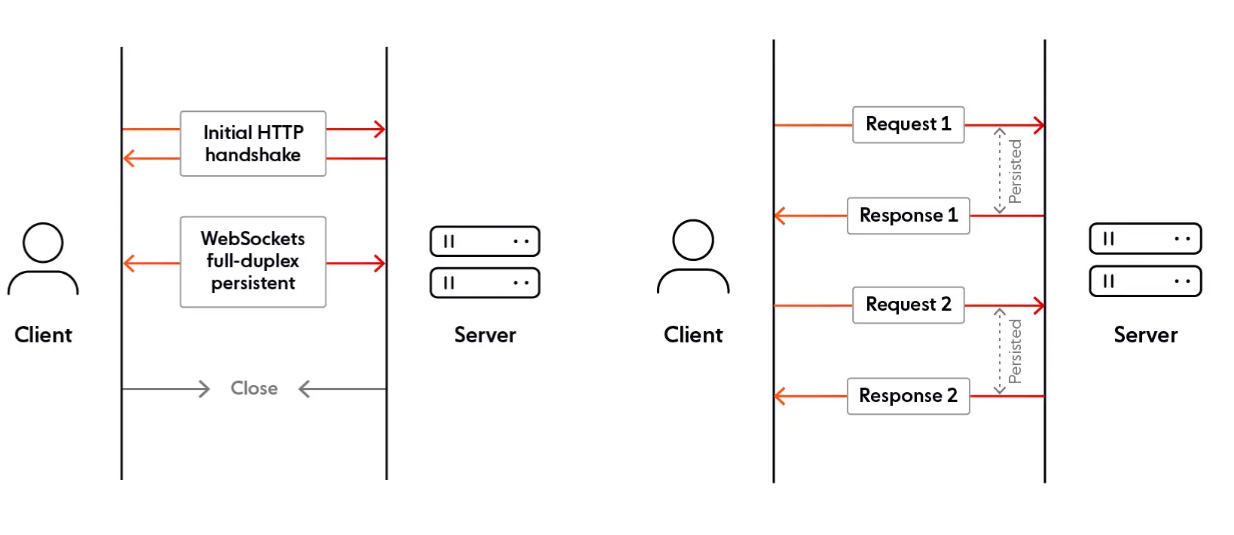 Initial HTTP
handshake
WebSockets
full-duplex
persistent
Client
Server
Close
Request 1
Persisted
Response 1
Client
Server
Request 2
Persisted
Response 2